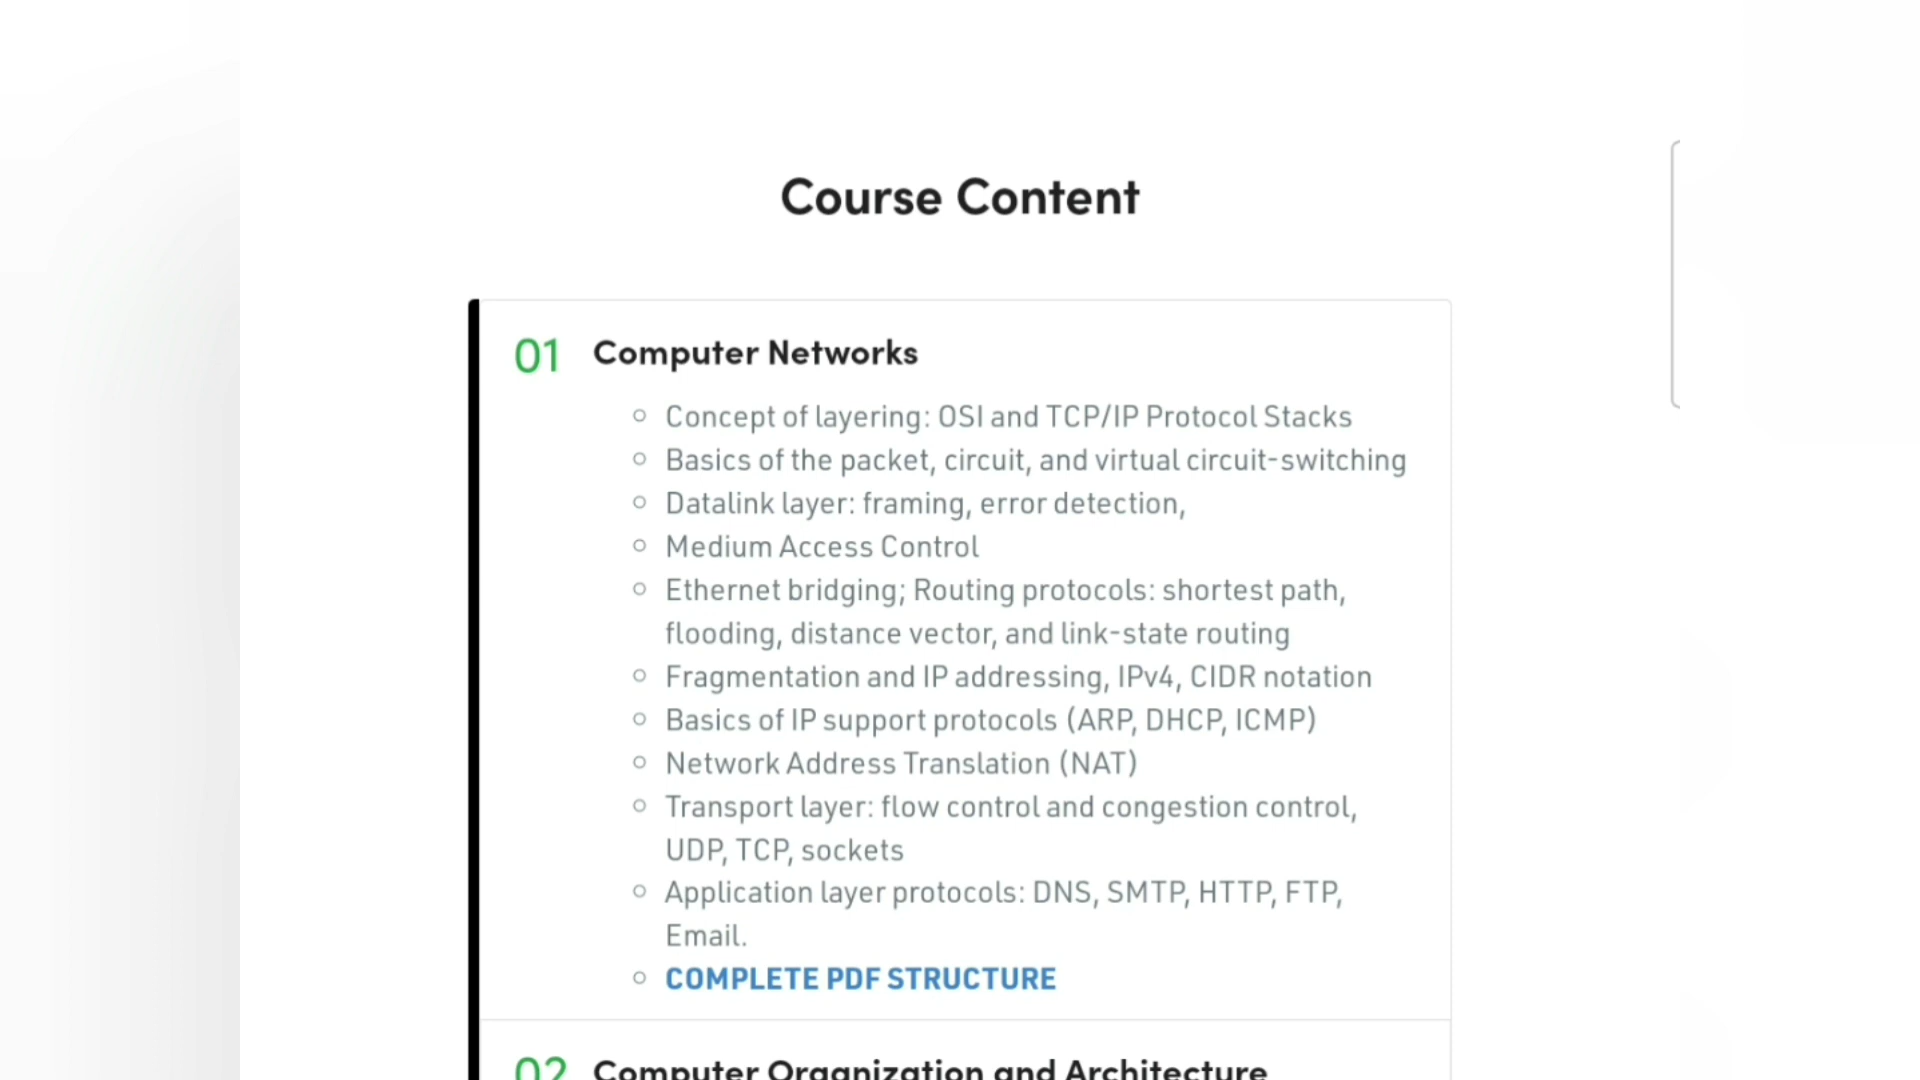 Course Content
01 Computer Networks
Concept of layering: OSI and TCP/IP Protocol Stacks
Basics of the packet, circuit, and virtual circuit-switching
Datalink layer: framing, error detection,
Medium Access Control
Ethernet bridging; Routing protocols: shortest path,
flooding, distance vector, and link-state routing
Fragmentation and IP addressing, IPv4, CIDR notation
Basics of IP support protocols (ARP, DHCP, ICMP)
Network Address Translation (NAT)
Transport layer: flow control and congestion control,
UDP, TCP, sockets
Application layer protocols: DNS, SMTP, HTTP, FTP,
Email.
COMPLETE PDF STRUCTURE
02 Computer Organization and Architecture